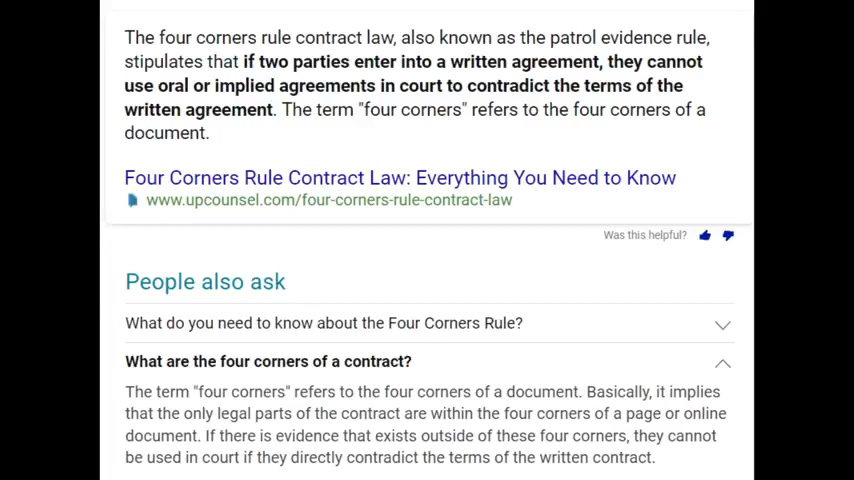 The four corners rule contract law, also known as the patrol evidence rule,
stipulates that if two parties enter into a written agreement, they cannot
use oral or implied agreements in court to contradict the terms of the
written agreement. The term "four corners" refers to the four corners of a
document.
Four Corners Rule Contract Law: Everything You Need to Know
www.upcounsel.com/four-corners-rule-contract-law
Was this helpful?
People also ask
What do you need to know about the Four Corners Rule?
What are the four corners of a contract?
The term "four corners" refers to the four corners of a document. Basically, it implies
that the only legal parts of the contract are within the four corners of a page or online
document. If there is evidence that exists outside of these four corners, they cannot
be used in court if they directly contradict the terms of the written contract.